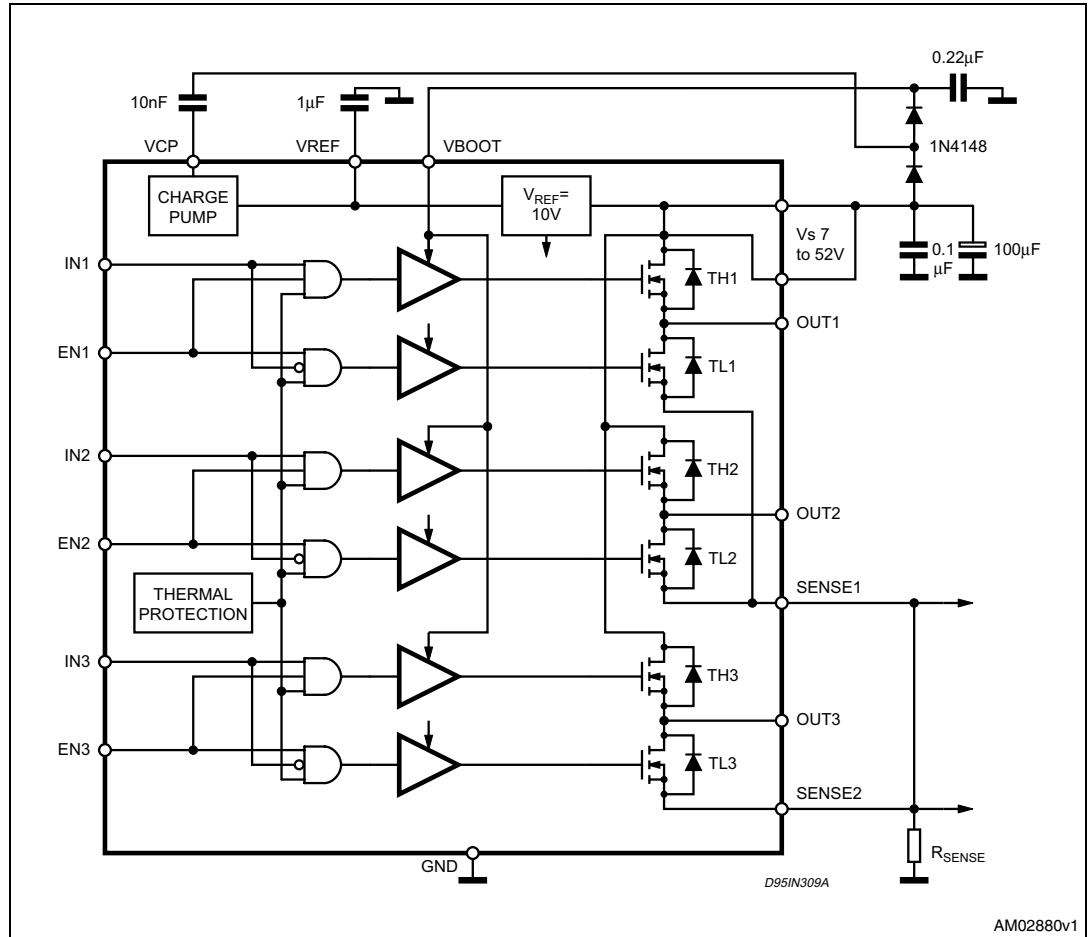 0.22μF
10nF
1μF
VCP
VREF
VBOOT
1N4148
CHARGE
PUMP
VREF=
10V
Vs 7
to 52V
0.1
μF
100μF
IN1
TH1
OUT1
EN1
TL1
IN2
TH2
OUT2
EN2
TL2
THERMAL
PROTECTION
SENSE1
IN3
TH3
OUT3
EN3
TL3
SENSE2
GND
RSENSE
D95IN309A
AM02880v1